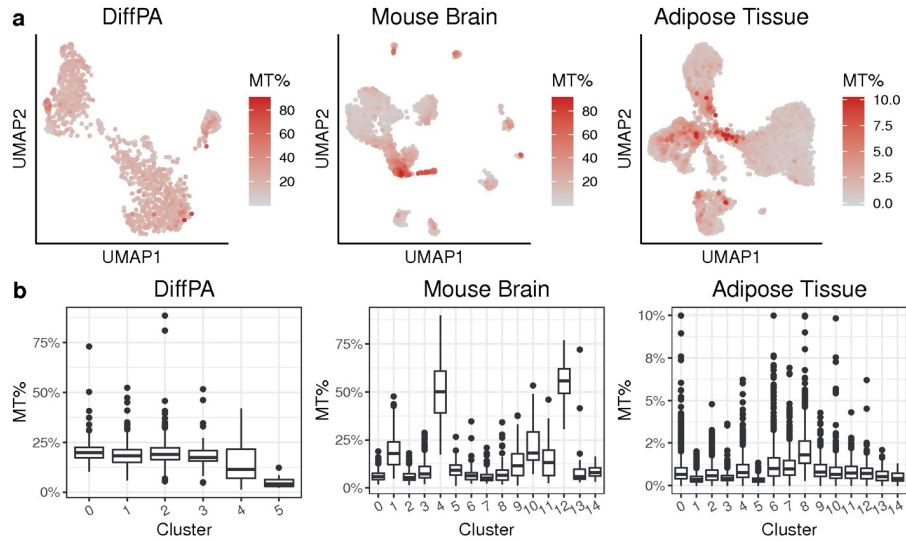 a
DiffPA
Mouse Brain
Adipose Tissue
UMAP2
MT%
80
60
40
20
UMAP1
UMAP2
MT%
80
60
40
20
UMAP1
UMAP2
MT%
10.0
7.5
5.0
2.5
0.0
UMAP1
b
DiffPA
Mouse Brain
Adipose Tissue
MT%
75%
50%
25%
0%
0 1 2 3 4 5
Cluster
MT%
75%
50%
25%
0%
0 1 2 3 4 5 6 7 8 9 10 11 12 13 14
Cluster
MT%
10%
8%
5%
2%
0%
0 1 2 3 4 5 6 7 8 9 10 11 12 13 14
Cluster